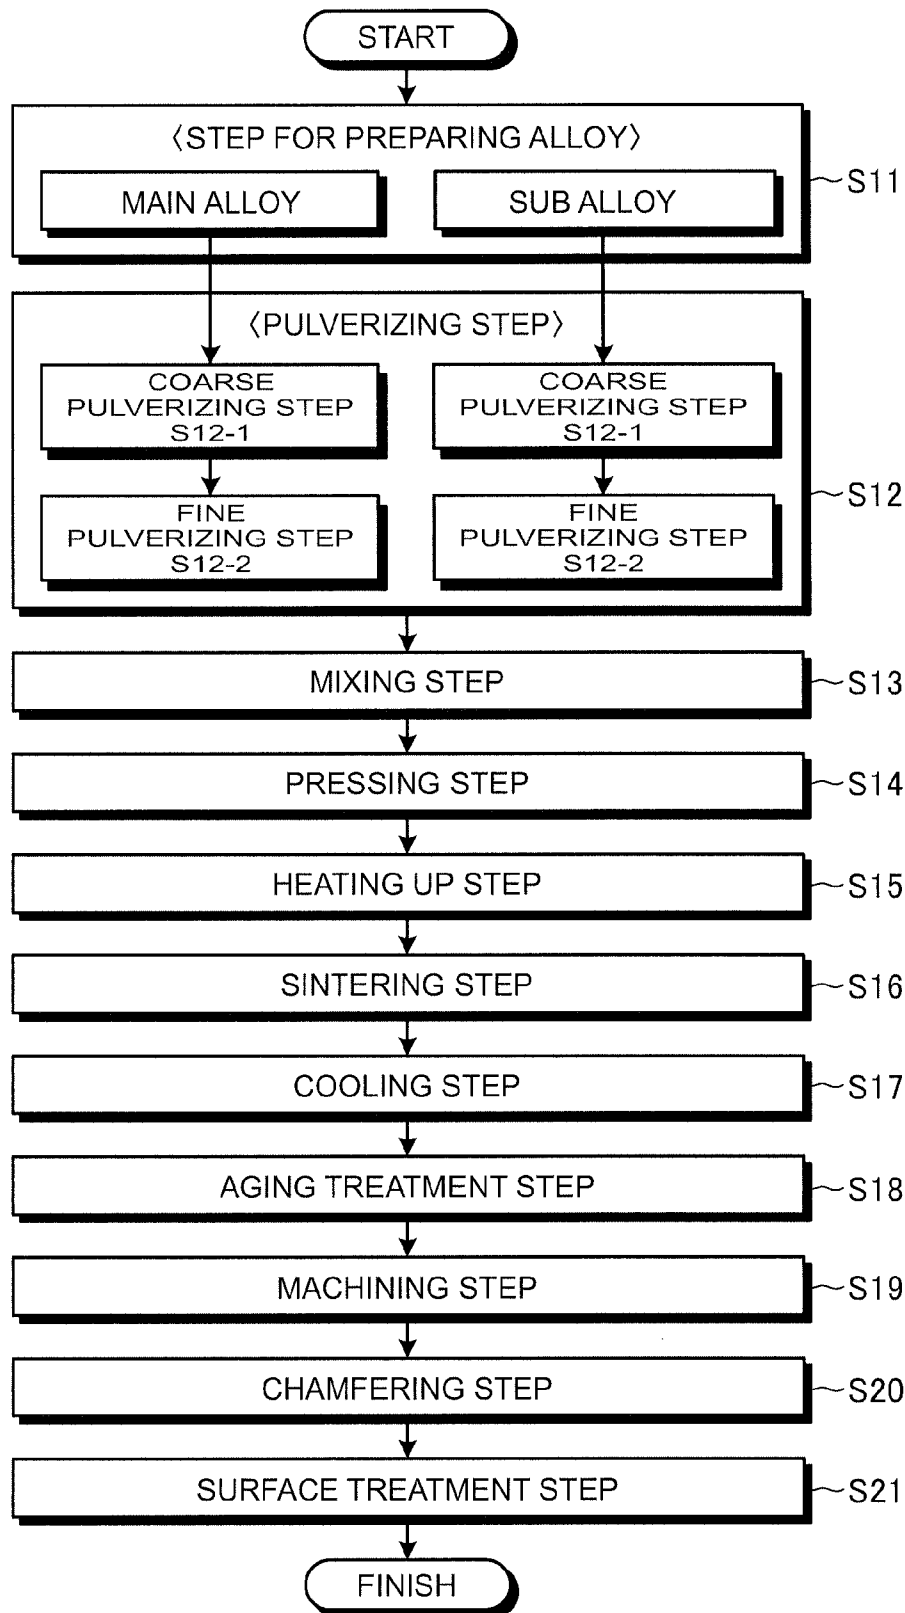 START
〈STEP FOR PREPARING ALLOY〉
MAIN ALLOY
SUB ALLOY
S11
〈PULVERIZING STEP〉
COARSE
PULVERIZING STEP
S12-1
COARSE
PULVERIZING STEP
S12-1
FINE
PULVERIZING STEP
S12-2
FINE
PULVERIZING STEP
S12-2
S12
MIXING STEP
S13
PRESSING STEP
S14
HEATING UP STEP
S15
SINTERING STEP
S16
COOLING STEP
S17
AGING TREATMENT STEP
S18
MACHINING STEP
S19
CHAMFERING STEP
S20
SURFACE TREATMENT STEP
S21
FINISH